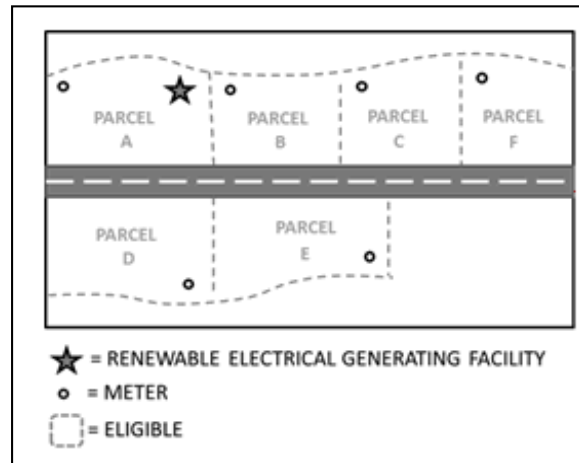 PARCEL
A
PARCEL
B
PARCEL
C
PARCEL
F
PARCEL
D
PARCEL
E
= RENEWABLE ELECTRICAL GENERATING FACILITY
= METER
= ELIGIBLE